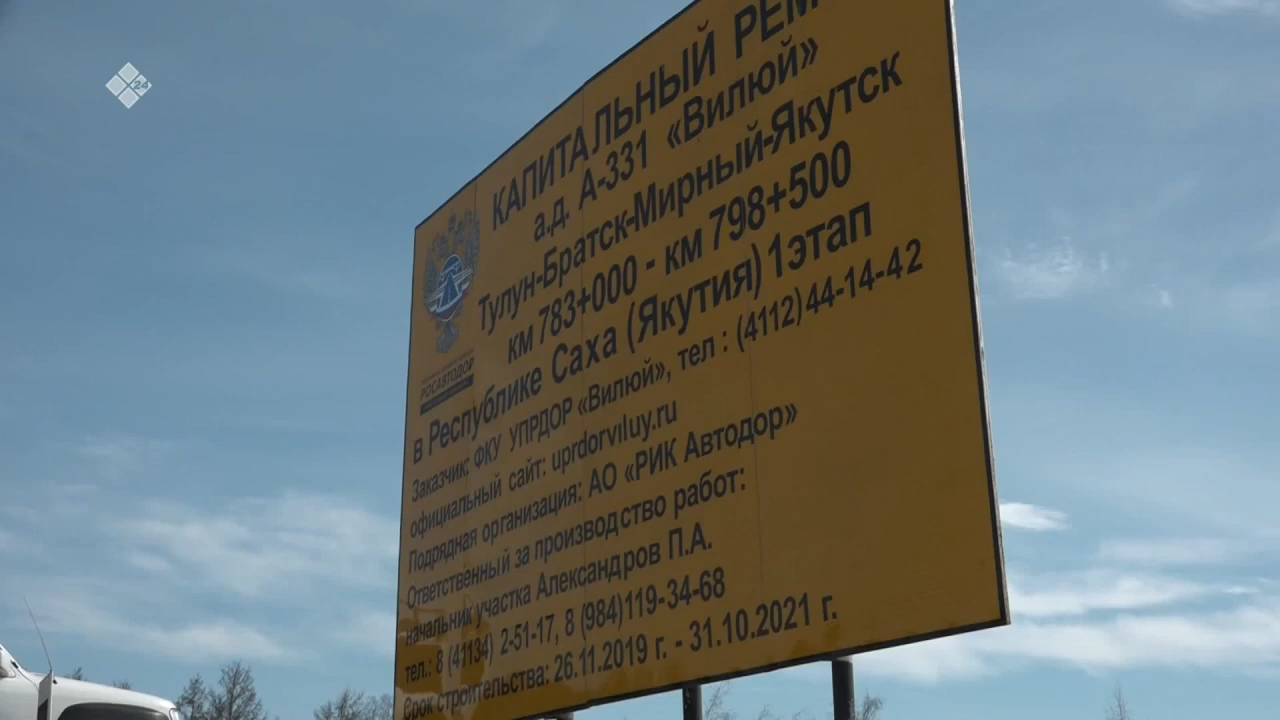 24
КАПИТАЛЬНЫЙ РЕМ
а.д. А-331 «Вилюй»
Тулун-Братск-Мирный-Якутск
км 783+000 - км 798+500
в Республике Саха (Якутия) 1этап
РОСАВТОДОР
Заказчик: ФКУ УПРДОР «Вилюй», тел : (4112)44-14-42
официальный сайт: uprdorviluy.ru
Подрядная организация: АО «РИК Автодор»
Ответственный за производство работ:
начальник участка Александров П.А.
тел.: 8 (41134) 2-51-17, 8 (984)119-34-68
Срок строительства: 26.11.2019 г. - 31.10.2021 г.